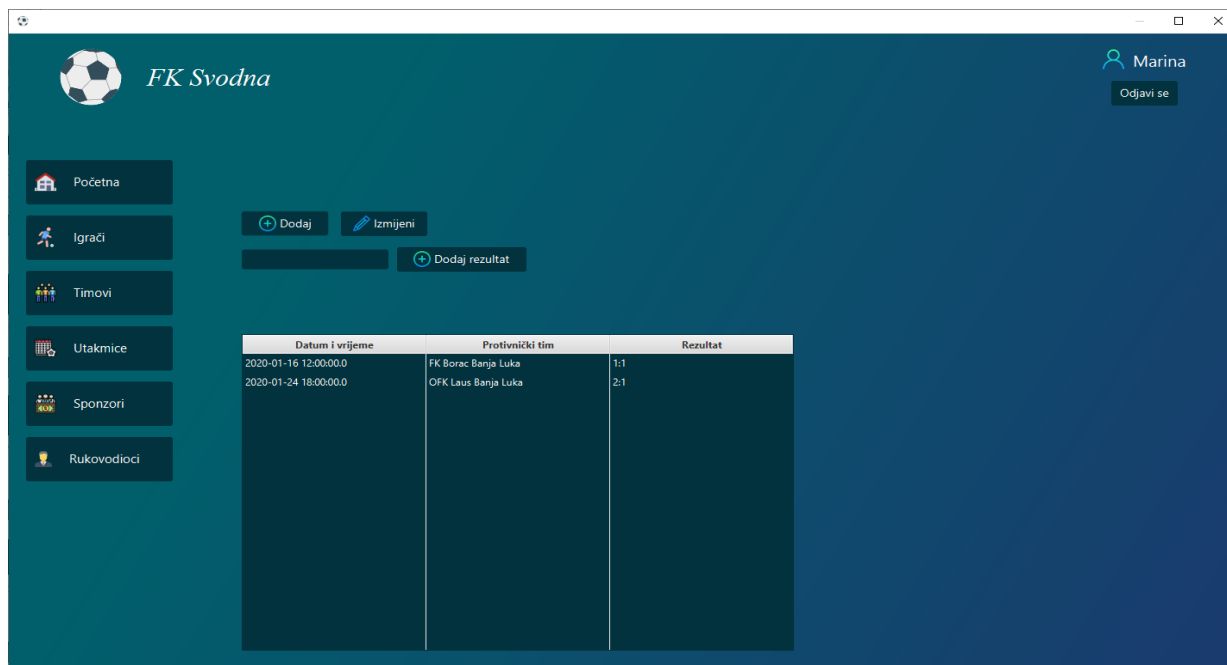 FK Svodna
Marina
Odjavi se
Početna
Igrači
Timovi
Utakmice
Sponzori
Rukovodioci
Dodaj
Izmijeni
Dodaj rezultat
Datum i vrijeme Protivnički tim Rezultat
2020-01-16 12:00:00.0 FK Borac Banja Luka 1:1
2020-01-24 18:00:00.0 OFK Laus Banja Luka 2:1